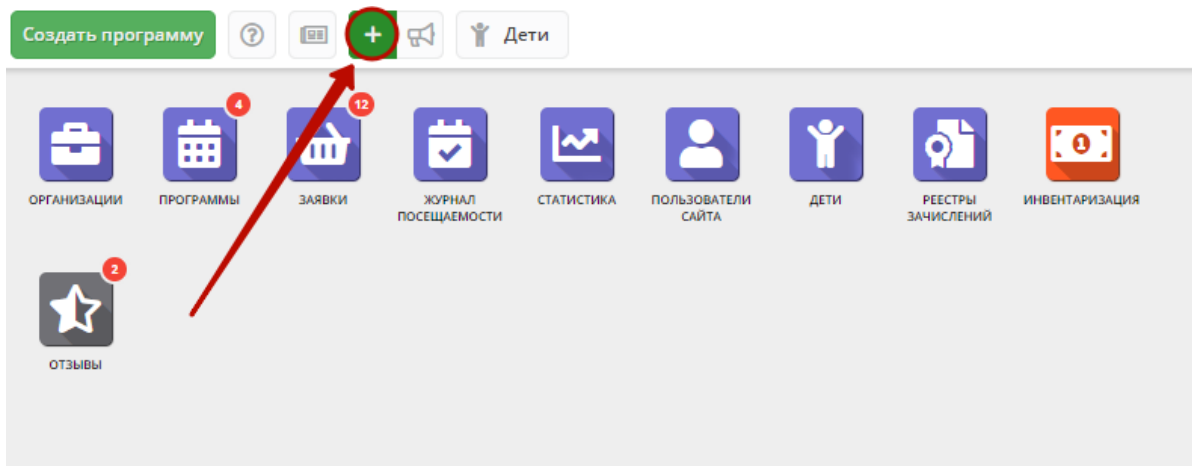 Создать программу
?
+
Дети
4
12
ОРГАНИЗАЦИИ
ПРОГРАММЫ
ЗАЯВКИ
ЖУРНАЛ
ПОСЕЩАЕМОСТИ
СТАТИСТИКА
ПОЛЬЗОВАТЕЛИ
САЙТА
ДЕТИ
РЕЕСТРЫ
ЗАЧИСЛЕНИЙ
1
ИНВЕНТАРИЗАЦИЯ
2
ОТЗЫВЫ